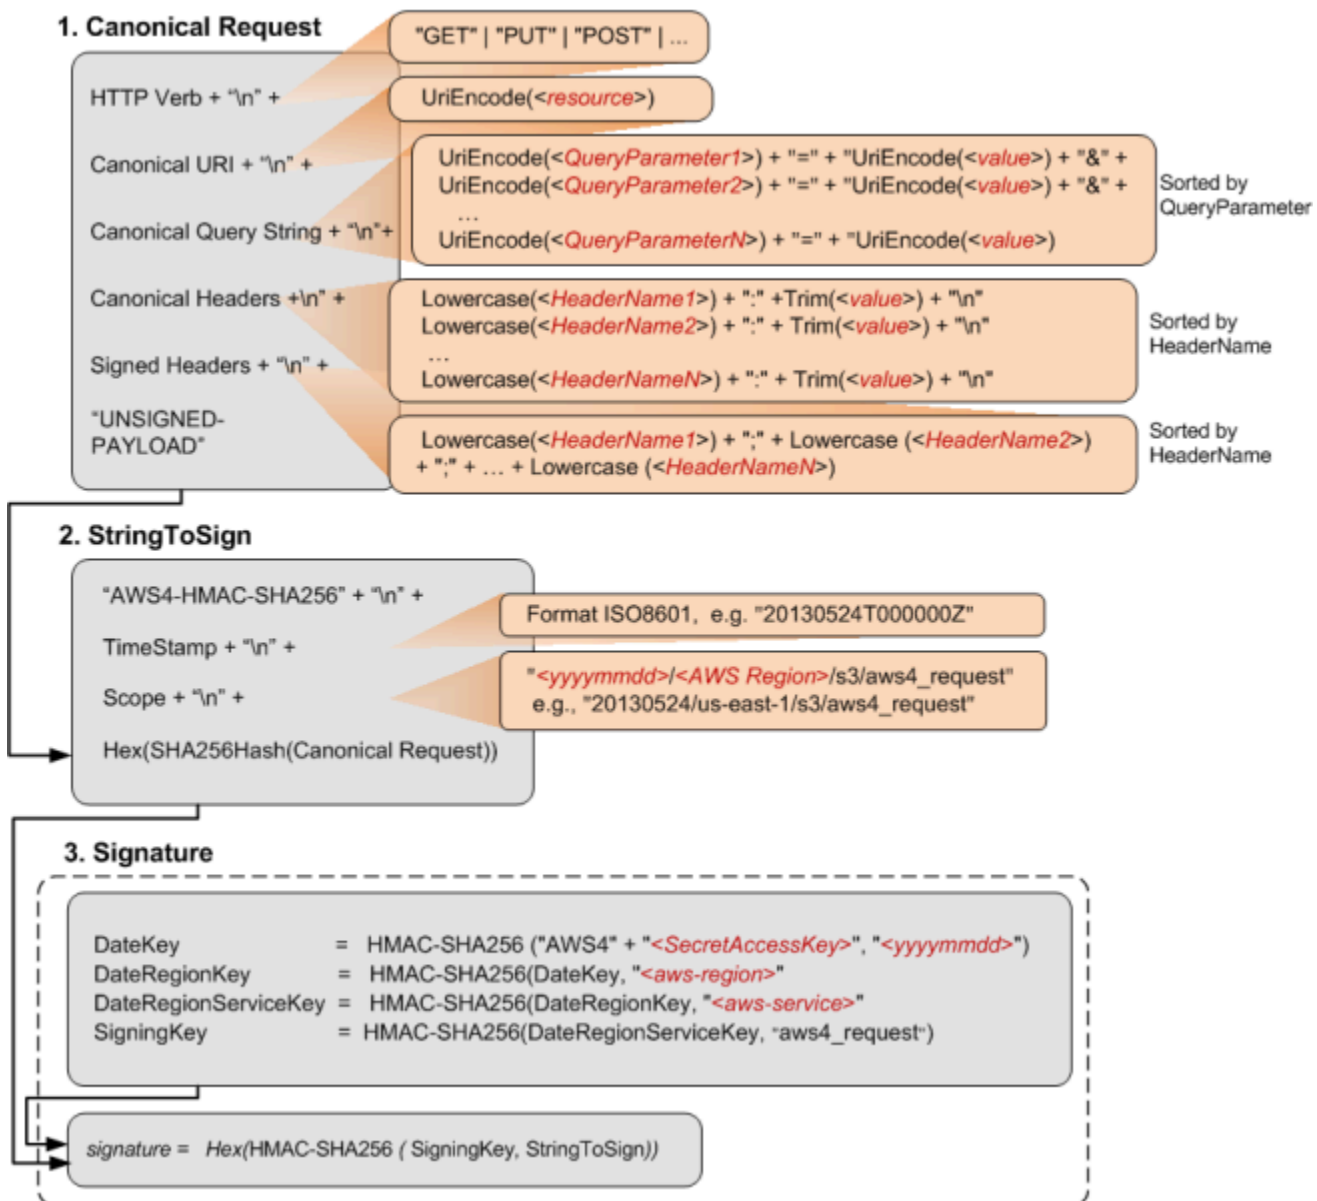 1. Canonical Request
"GET" | "PUT" | "POST" | ...
HTTP Verb + “\n” +
UriEncode(<resource>)
Canonical URI + “\n” +
UriEncode(<QueryParameter1>) + "=" + "UriEncode(<value>) + "&" +
UriEncode(<QueryParameter2>) + "=" + "UriEncode(<value>) + "&" +
...
UriEncode(<QueryParameterN>) + "=" + "UriEncode(<value>)
Sorted by
QueryParameter
Canonical Query String + “\n”+
Canonical Headers +\n” +
Lowercase(<HeaderName1>) + ":" +Trim(<value>) + "\n"
Lowercase(<HeaderName2>) + ":" + Trim(<value>) + "\n"
...
Lowercase(<HeaderNameN>) + ":" + Trim(<value>) + "\n"
Sorted by
HeaderName
Signed Headers + “\n” +
“UNSIGNED-
PAYLOAD”
Lowercase(<HeaderName1>) + ";" + Lowercase (<HeaderName2>)
+ ";" + ... + Lowercase (<HeaderNameN>)
Sorted by
HeaderName
2. StringToSign
“AWS4-HMAC-SHA256” + “\n” +
TimeStamp + “\n” +
Format ISO8601, e.g. "20130524T000000Z"
Scope + “\n” +
"<yyyymmdd>/<AWS Region>/s3/aws4_request"
e.g., "20130524/us-east-1/s3/aws4_request"
Hex(SHA256Hash(Canonical Request))
3. Signature
DateKey = HMAC-SHA256 ("AWS4" + "<SecretAccessKey>", "<yyyymmdd>")
DateRegionKey = HMAC-SHA256(DateKey, "<aws-region>"
DateRegionServiceKey = HMAC-SHA256(DateRegionKey, "<aws-service>"
SigningKey = HMAC-SHA256(DateRegionServiceKey, "aws4_request")
signature = Hex(HMAC-SHA256 ( SigningKey, StringToSign))